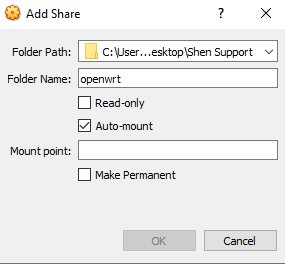 Add Share
Folder Path: C:\User...esktop\Shen Support
Folder Name: openwrt
Read-only
Auto-mount
Mount point:
Make Permanent
OK Cancel